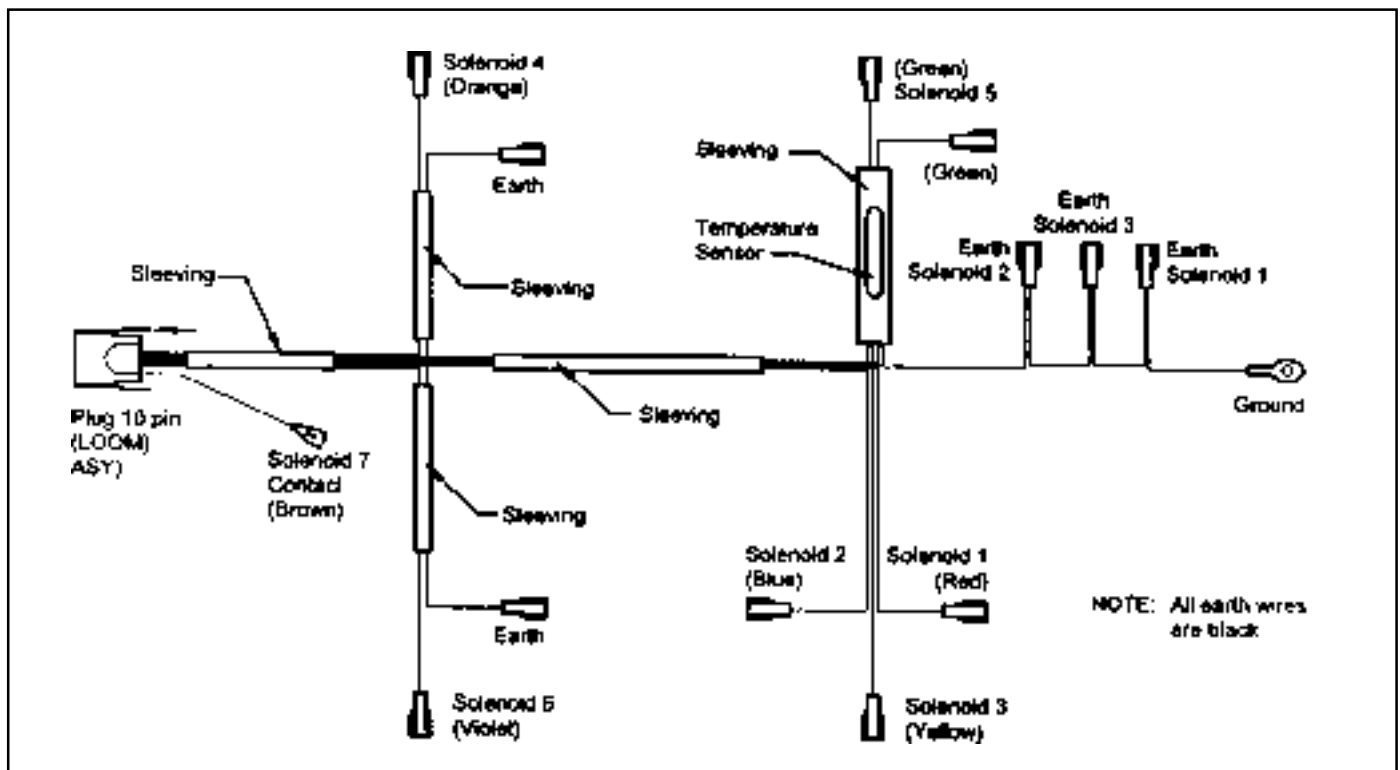 Solenoid 4
(Orange)
Earth
(Green)
Solenoid 5
Sleeving
(Green)
Temperature
Sensor
Earth
Solenoid 3
Earth
Solenoid 2
Earth
Solenoid 1
Sleeving
Sleeving
Sleeving
Ground
Plug 10 pin
(LOOM)
ASY)
Solenoid 7
Contact
(Brown)
Sleeving
Solenoid 2
(Blue)
Solenoid 1
(Red)
NOTE: All earth wires
are black
Earth
Solenoid 6
(Violet)
Solenoid 3
(Yellow)